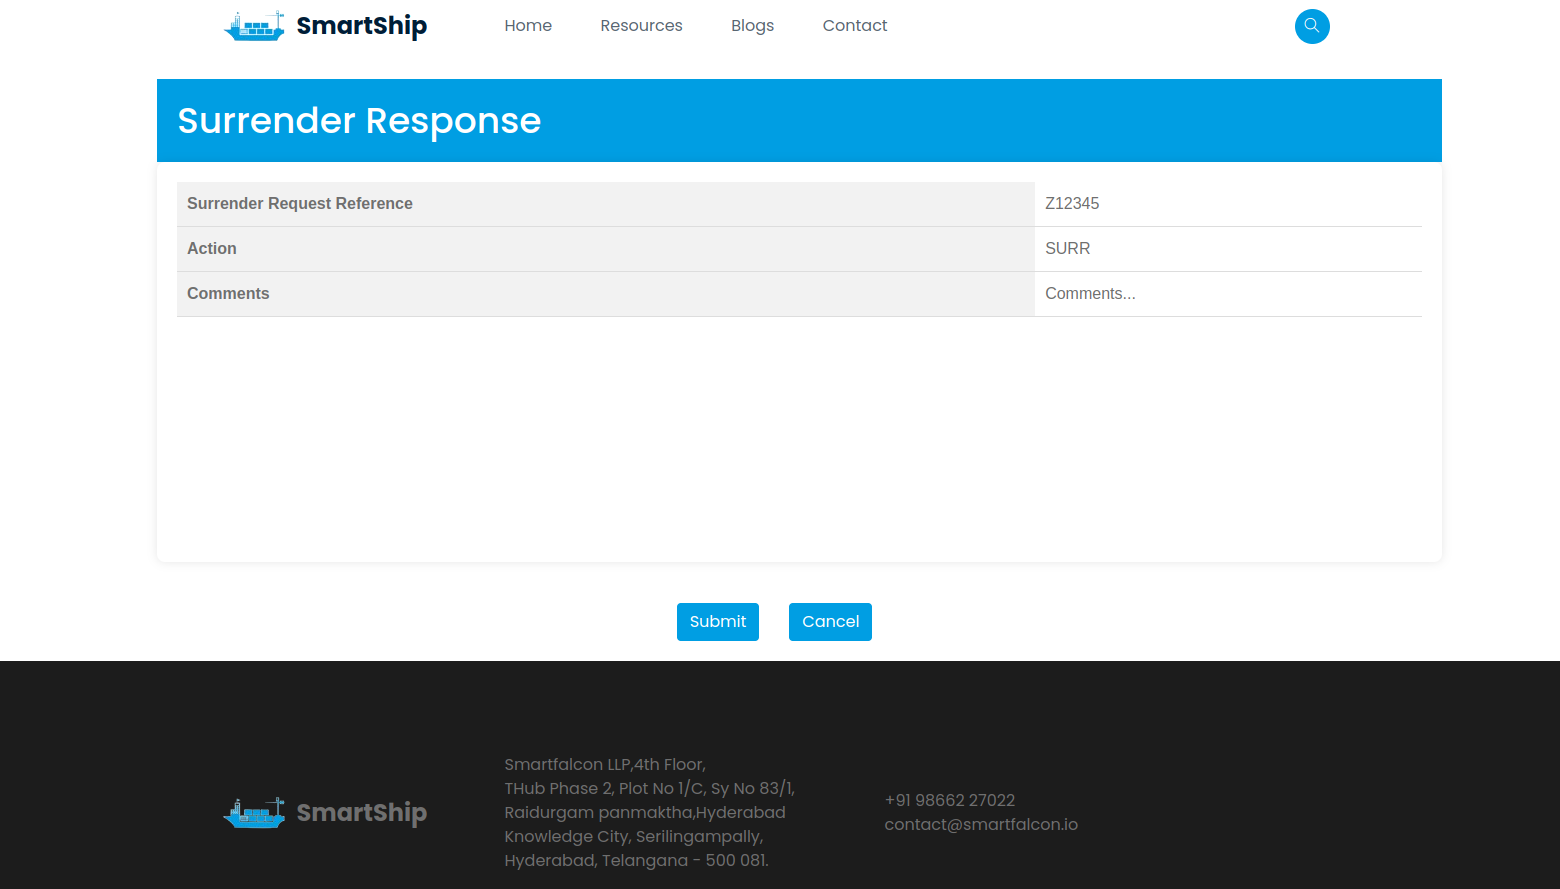 SmartShip
Home
Resources
Blogs
Contact
Surrender Response
Surrender Request Reference
Z12345
Action
SURR
Comments
Comments...
Submit
Cancel
SmartShip
Smartfalcon LLP,4th Floor,
THub Phase 2, Plot No 1/C, Sy No 83/1,
Raidurgam panmaktha,Hyderabad
Knowledge City, Serilingampally,
Hyderabad, Telangana - 500 081.
+91 98662 27022
contact@smartfalcon.io